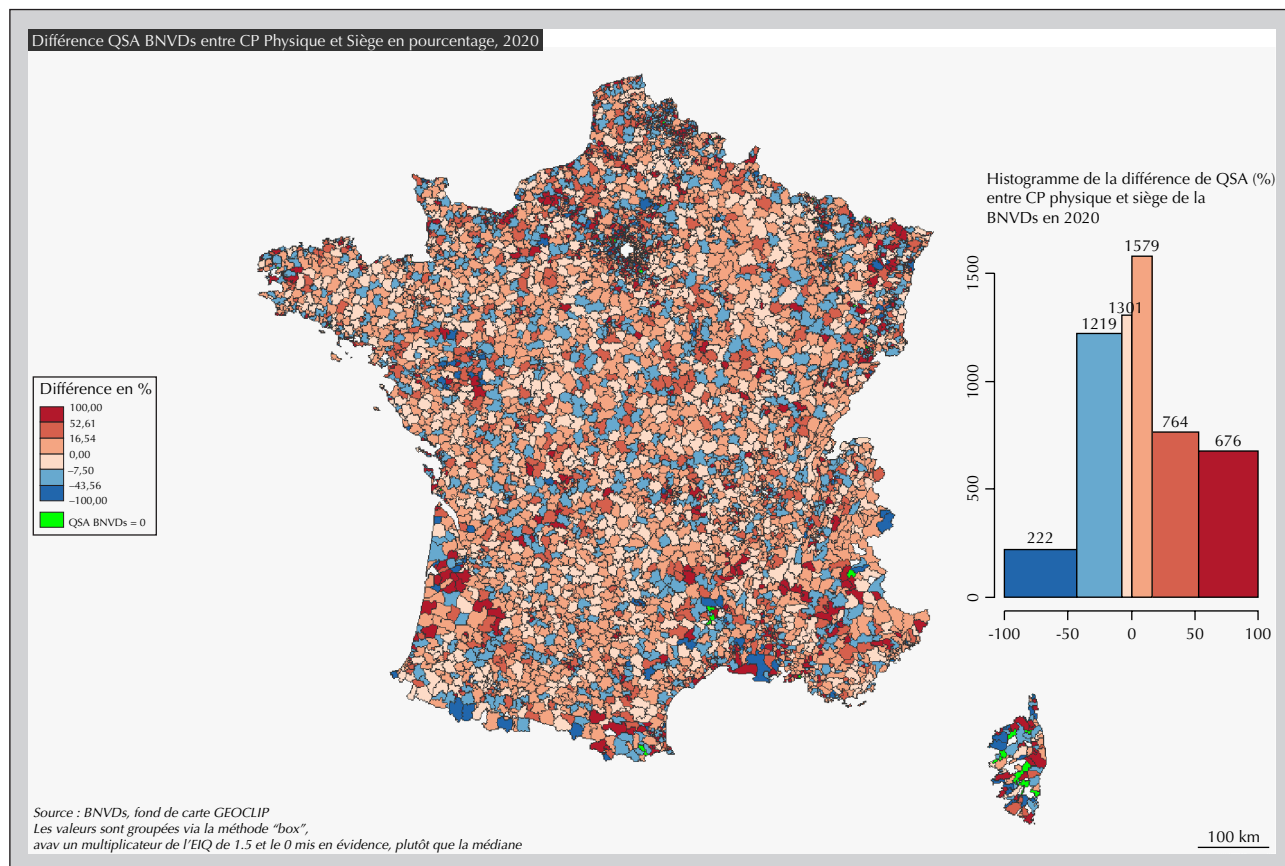 Différence QSA BNVDs entre CP Physique et Siège en pourcentage, 2020
Histogramme de la différence de QSA (%)
entre CP physique et siège de la
BNVDs en 2020
1579
1301
1219
764
676
222
1500
1000
500
0
-100
-50
0
50
100
Différence en %
100,00
52,61
16,54
0,00
−7,50
−43,56
−100,00
QSA BNVDs = 0
Source : BNVDs, fond de carte GEOCLIP
Les valeurs sont groupées via la méthode “box”,
avav un multiplicateur de l'EIQ de 1.5 et le 0 mis en évidence, plutôt que la médiane
100 km